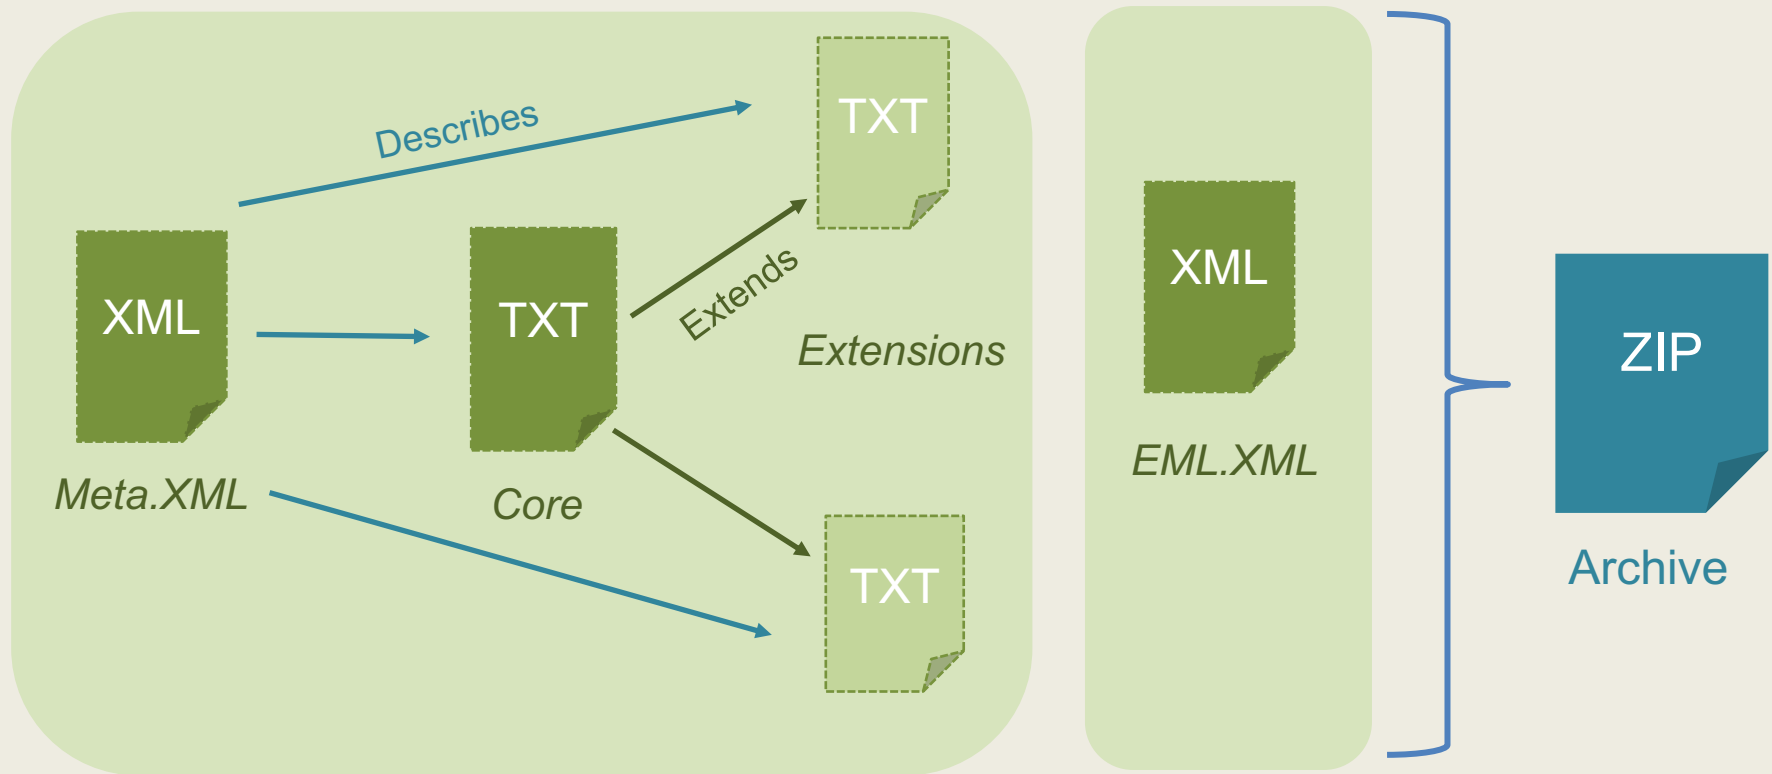 Describes
TXT
XML
TXT
Extends
Extensions
Meta.XML
Core
TXT
XML
EML.XML
ZIP
Archive